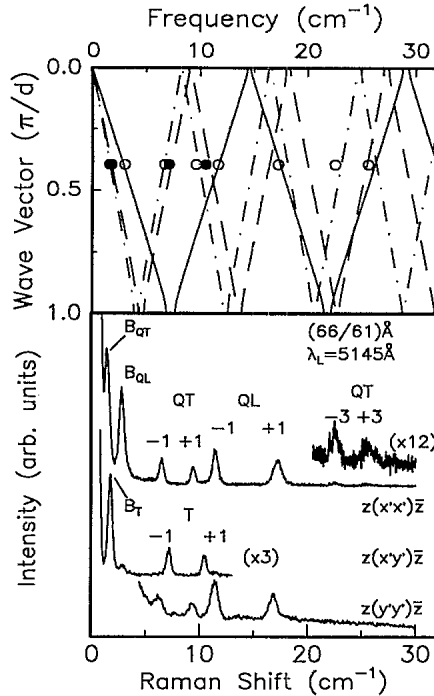 Frequency (cm⁻¹)
0 10 20 30
Wave Vector (π/d)
0.0
0.5
1.0
(66/61)Å
λ_L=5145Å
B_QT
B_QL
QT QL QT
−1 +1 −1 +1 −3 +3
(x12)
z(x'x')z̄
B_T
T
−1 +1
(x3)
z(x'y')z̄
z(y'y')z̄
Intensity (arb. units)
0 10 20 30
Raman Shift (cm⁻¹)